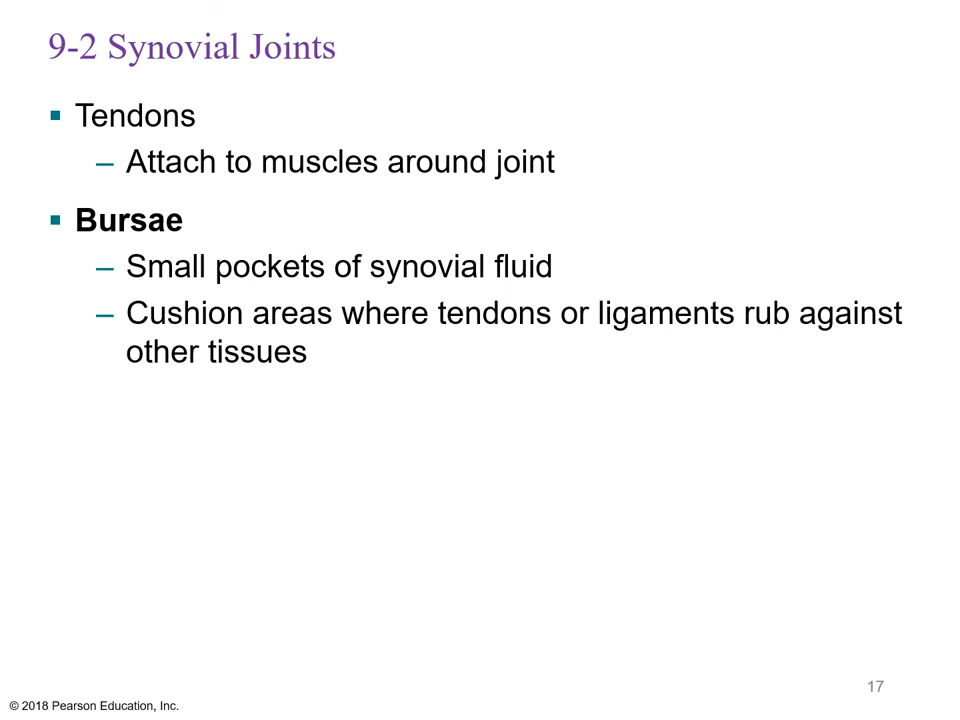 9-2 Synovial Joints
▪ Tendons
– Attach to muscles around joint
▪ Bursae
– Small pockets of synovial fluid
– Cushion areas where tendons or ligaments rub against
other tissues
17
© 2018 Pearson Education, Inc.